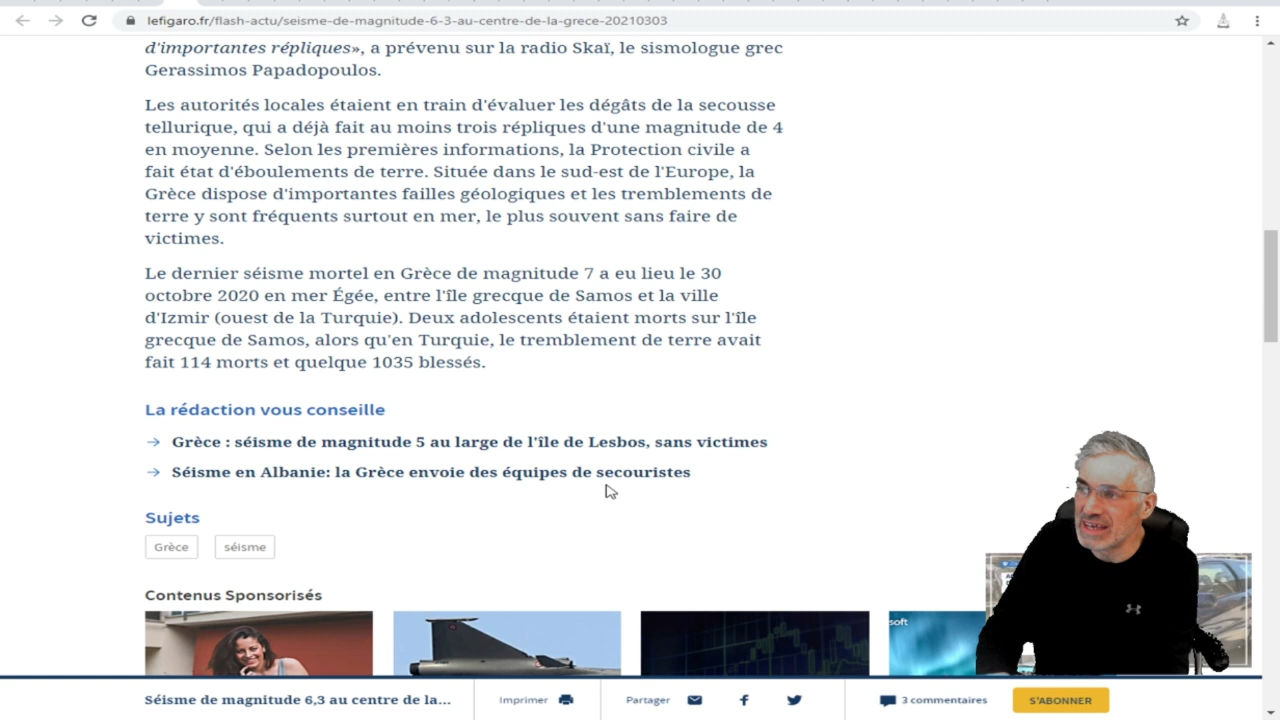 lefigaro.fr/flash-actu/seisme-de-magnitude-6-3-au-centre-de-la-grece-20210303
d'importantes répliques», a prévenu sur la radio Skaï, le sismologue grec
Gerassimos Papadopoulos.
Les autorités locales étaient en train d'évaluer les dégâts de la secousse
tellurique, qui a déjà fait au moins trois répliques d'une magnitude de 4
en moyenne. Selon les premières informations, la Protection civile a
fait état d'éboulements de terre. Située dans le sud-est de l'Europe, la
Grèce dispose d'importantes failles géologiques et les tremblements de
terre y sont fréquents surtout en mer, le plus souvent sans faire de
victimes.
Le dernier séisme mortel en Grèce de magnitude 7 a eu lieu le 30
octobre 2020 en mer Égée, entre l'île grecque de Samos et la ville
d'Izmir (ouest de la Turquie). Deux adolescents étaient morts sur l'île
grecque de Samos, alors qu'en Turquie, le tremblement de terre avait
fait 114 morts et quelque 1035 blessés.
La rédaction vous conseille
→ Grèce : séisme de magnitude 5 au large de l'île de Lesbos, sans victimes
→ Séisme en Albanie: la Grèce envoie des équipes de secouristes
Sujets
Grèce séisme
Contenus Sponsorisés
soft
Séisme de magnitude 6,3 au centre de la... Imprimer Partager 3 commentaires S'ABONNER